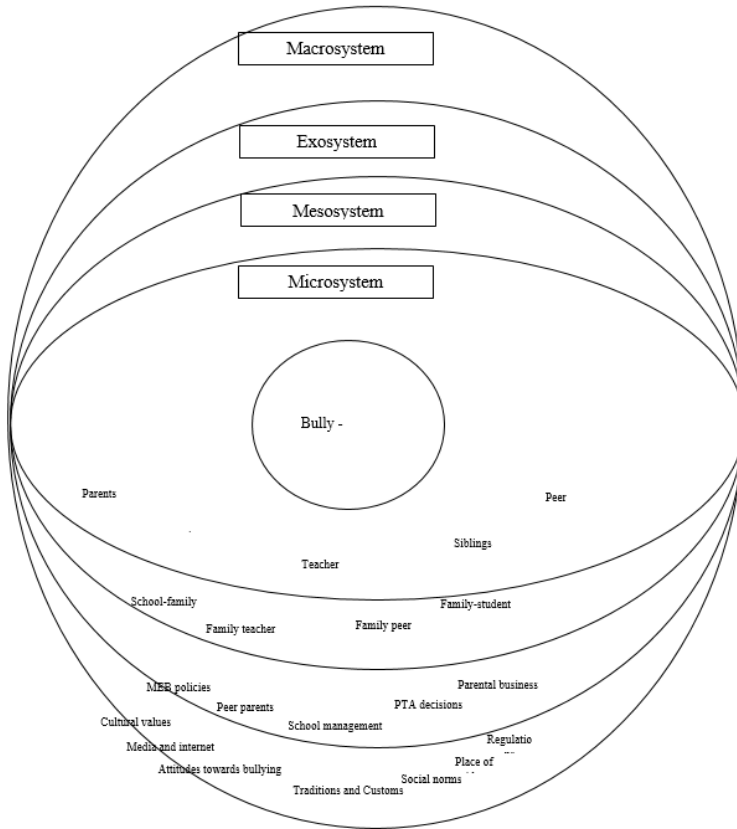 Macrosystem
Exosystem
Mesosystem
Microsystem
Bully -
Parents
Peer
Siblings
Teacher
School-family
Family-student
Family teacher
Family peer
MEB policies
Parental business
Peer parents
PTA decisions
School management
Cultural values
Regulatio
Media and internet
Place of
Attitudes towards bullying
Social norms
Traditions and Customs